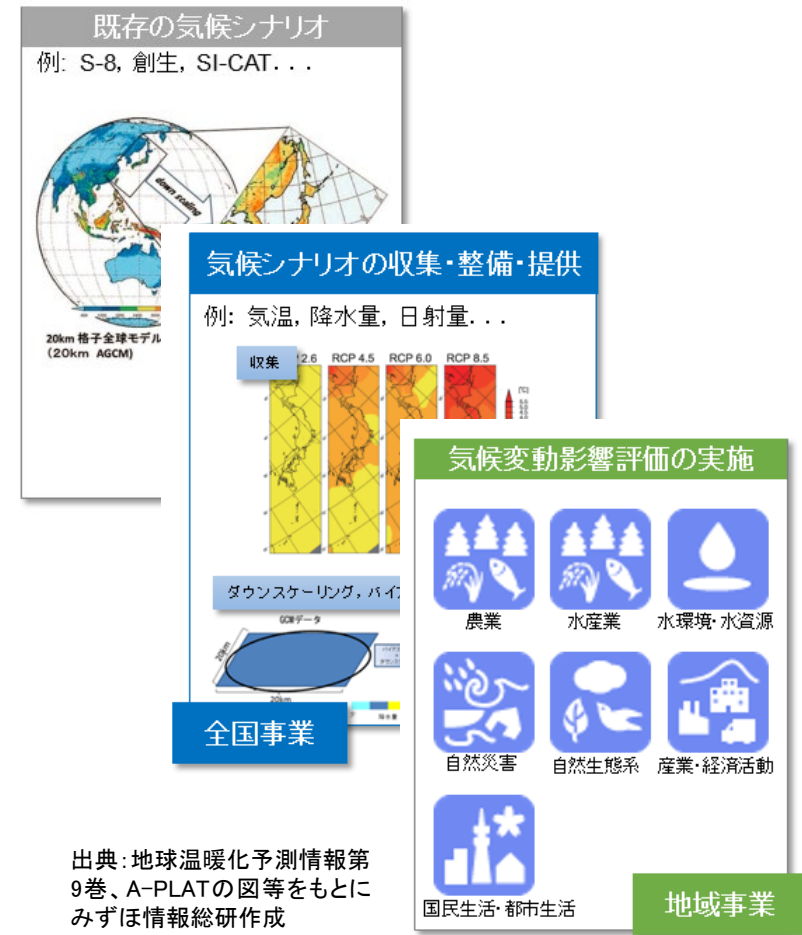 既存の気候シナリオ
例: S-8, 創生, SI-CAT...
down scaling
20km 格子全球モデル
(20km AGCM)
気候シナリオの収集・整備・提供
例: 気温, 降水量, 日射量...
収集
2.6 RCP 4.5 RCP 6.0 RCP 8.5
ダウンスケーリング, バイア
GCMデータ
20km
20km
全国事業
気候変動影響評価の実施
農業 水産業 水環境・水資源
自然災害 自然生態系 産業・経済活動
国民生活・都市生活
地域事業
出典:地球温暖化予測情報第
9巻、A-PLATの図等をもとに
みずほ情報総研作成